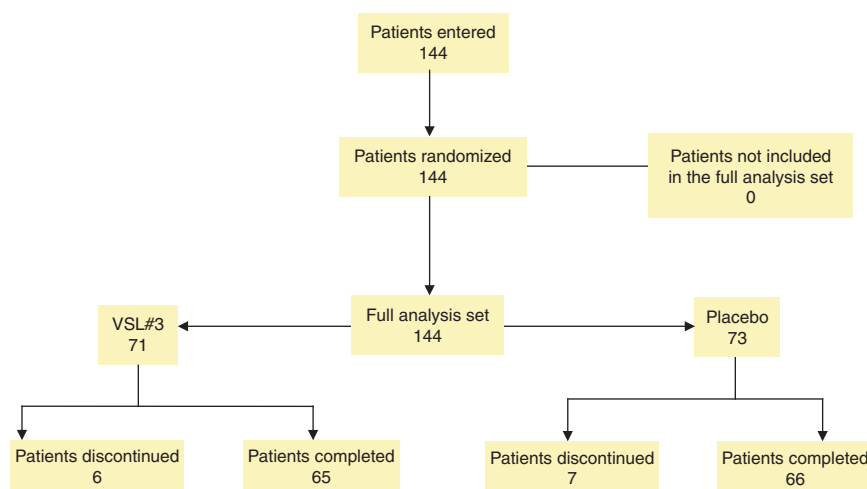 Patients entered
144
Patients randomized
144
Patients not included
in the full analysis set
0
Full analysis set
144
VSL#3
71
Placebo
73
Patients discontinued
6
Patients completed
65
Patients discontinued
7
Patients completed
66